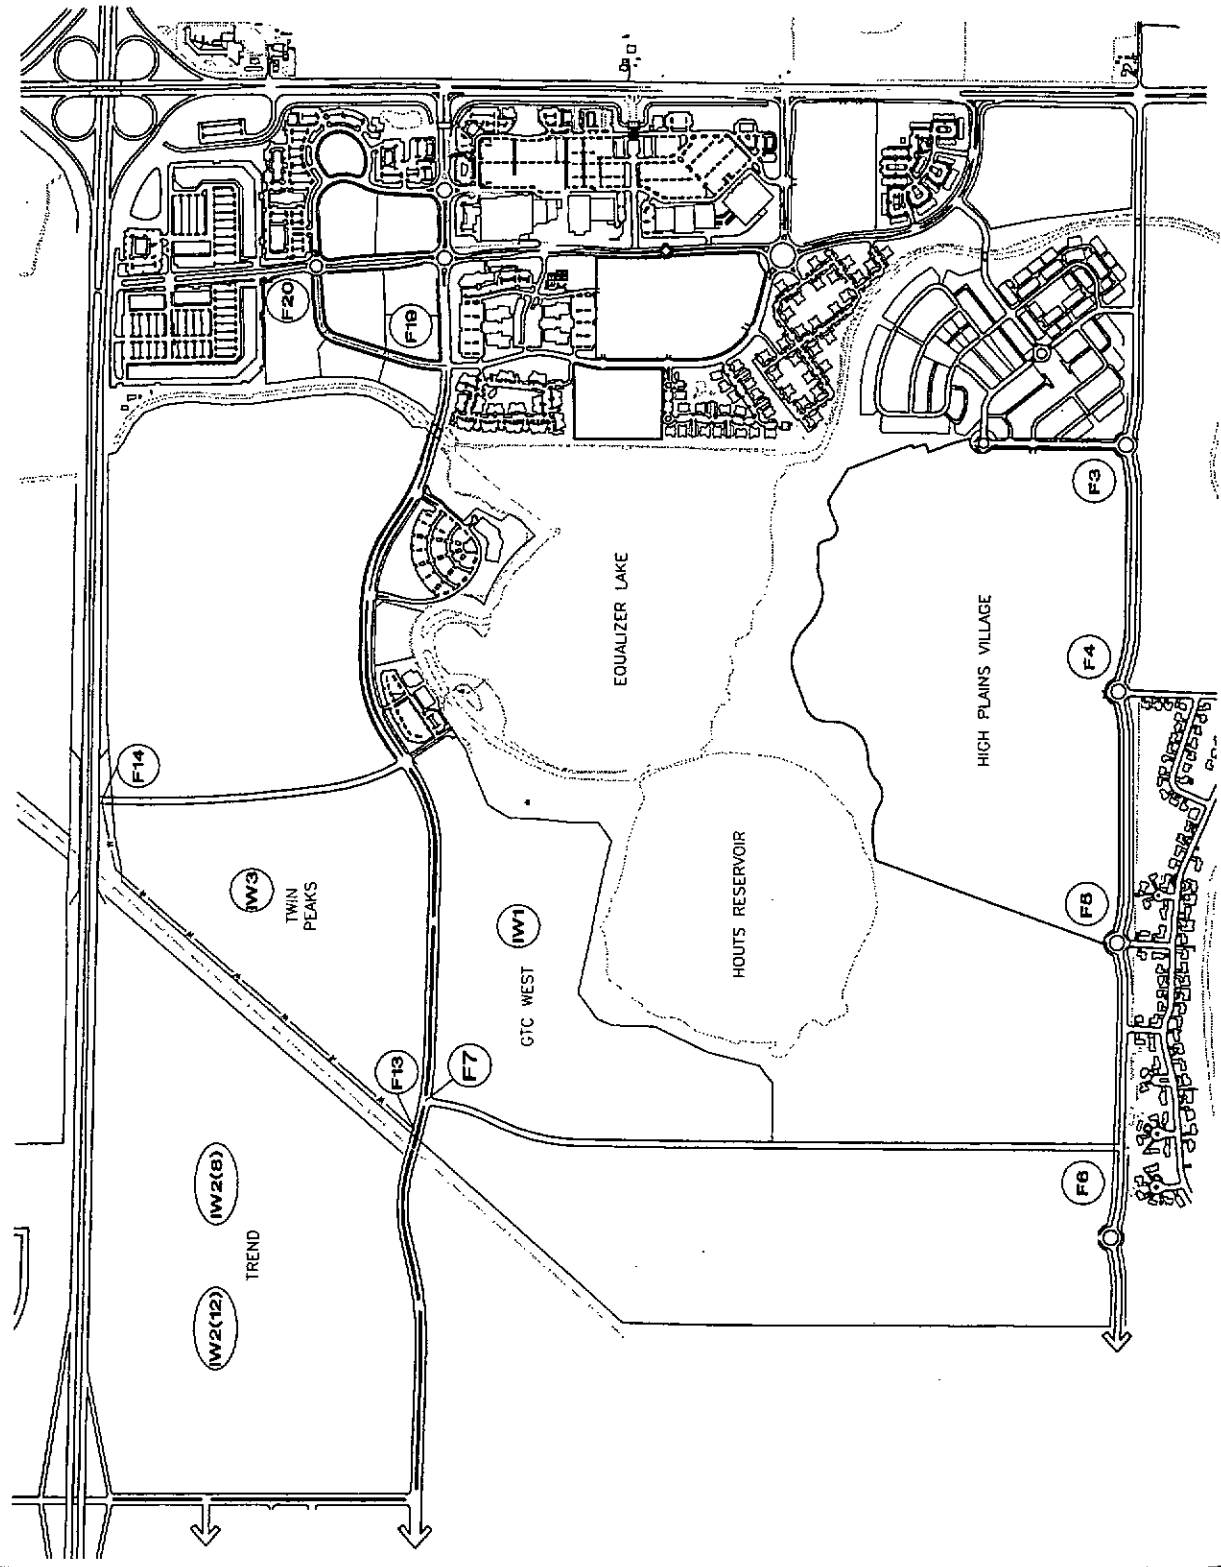 F20
F19
F3
EQUALIZER LAKE
HIGH PLAINS VILLAGE
F4
F14
IW3
TWIN
PEAKS
IW1
GTC WEST
HOUTS RESERVOIR
F5
F13
F7
F6
IW2(8)
TREND
IW2(12)